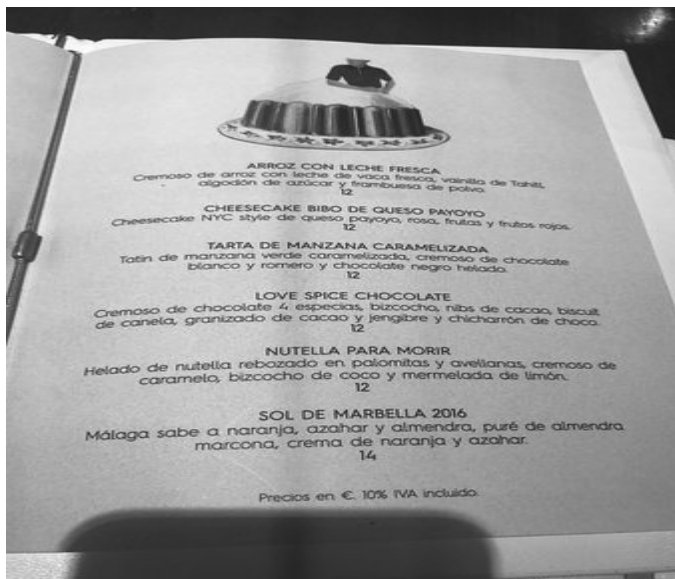 ARROZ CON LECHE FRESCA
Cremoso de arroz con leche de vaca fresca, vainilla de Tahití,
algodón de azúcar y frambuesa de polvo.
12
CHEESECAKE BIBO DE QUESO PAYOYO
Cheesecake NYC style de queso payoyo, rosa, frutas y frutos rojos.
12
TARTA DE MANZANA CARAMELIZADA
Tatin de manzana verde caramelizada, cremoso de chocolate
blanco y romero y chocolate negro helado.
12
LOVE SPICE CHOCOLATE
Cremoso de chocolate 4 especias, bizcocho, nibs de cacao, biscuit
de canela, granizado de cacao y jengibre y chicharrón de choco.
12
NUTELLA PARA MORIR
Helado de nutella rebozado en palomitas y avellanas, cremoso de
caramelo, bizcocho de coco y mermelada de limón.
12
SOL DE MARBELLA 2016
Málaga sabe a naranja, azahar y almendra, puré de almendra
marcona, crema de naranja y azahar.
14
Precios en €. 10% IVA incluido.